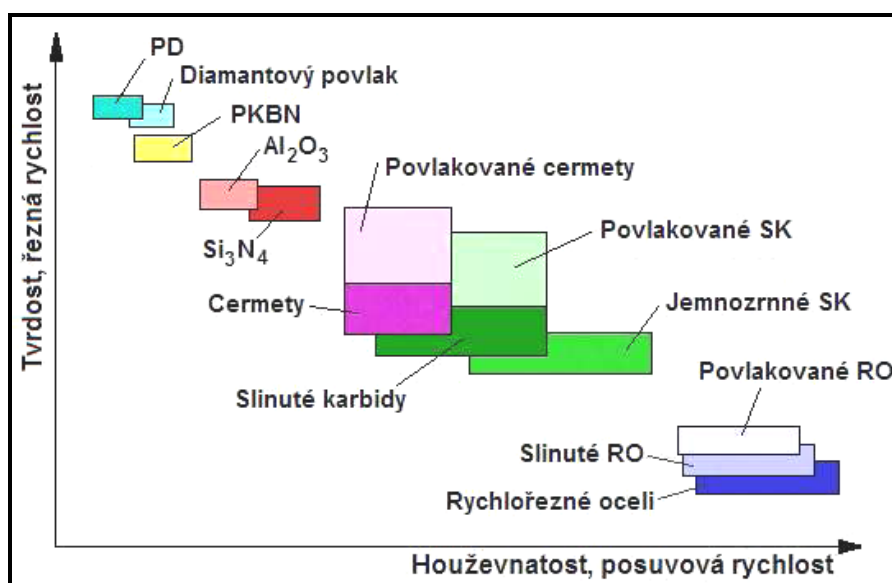 PD
Diamantový povlak
PKBN
Al₂O₃
Povlakované cermety
Si₃N₄
Povlakované SK
Cermety
Jemnozrnné SK
Slinuté karbidy
Povlakované RO
Slinuté RO
Rychlořezné oceli
Tvrdost, řezná rychlost
Houževnatost, posuvová rychlost